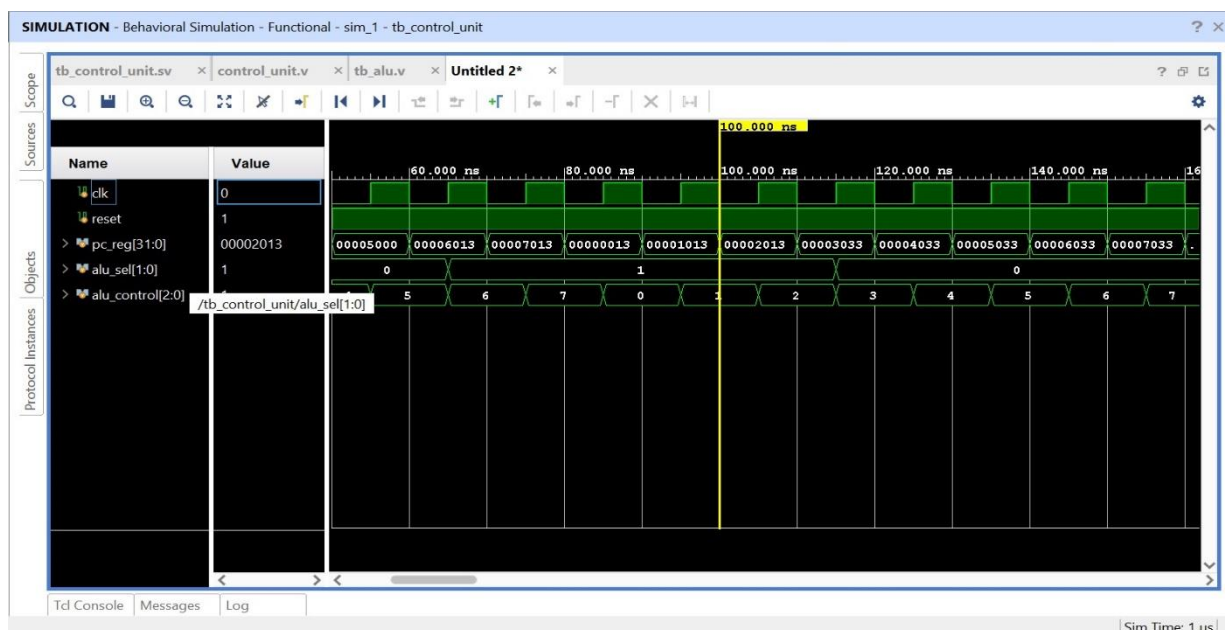 SIMULATION - Behavioral Simulation - Functional - sim_1 - tb_control_unit ? ×
Scope
Sources
Objects
Protocol Instances
tb_control_unit.sv × control_unit.v × tb_alu.v × Untitled 2* × ?
100.000 ns
Name Value
60.000 ns 80.000 ns 100.000 ns 120.000 ns 140.000 ns 16
clk 0
reset 1
> pc_reg[31:0] 00002013 00005000 00006013 00007013 00000013 00001013 00002013 00003033 00004033 00005033 00006033 00007033 .
> alu_sel[1:0] 1 0 1 0
> alu_control[2:0] 5 6 7 0 1 2 3 4 5 6 7
/tb_control_unit/alu_sel[1:0]
Tcl Console Messages Log
Sim Time: 1 us